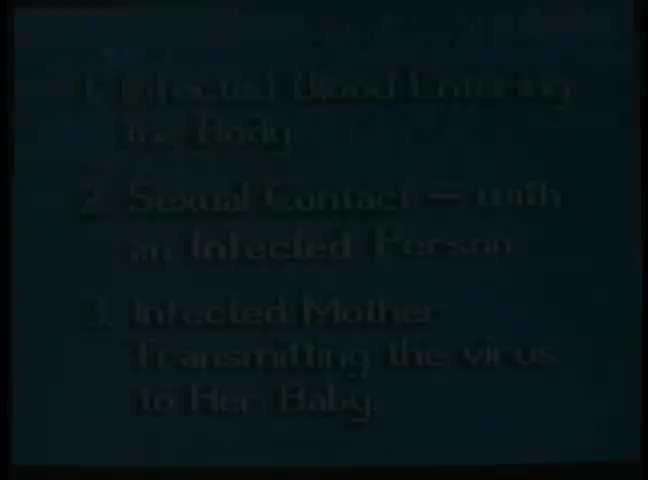 1. Infected Blood Entering
the Body.
2. Sexual Contact – with
an Infected Person
3. Infected Mother
Transmitting the virus
to Her Baby.